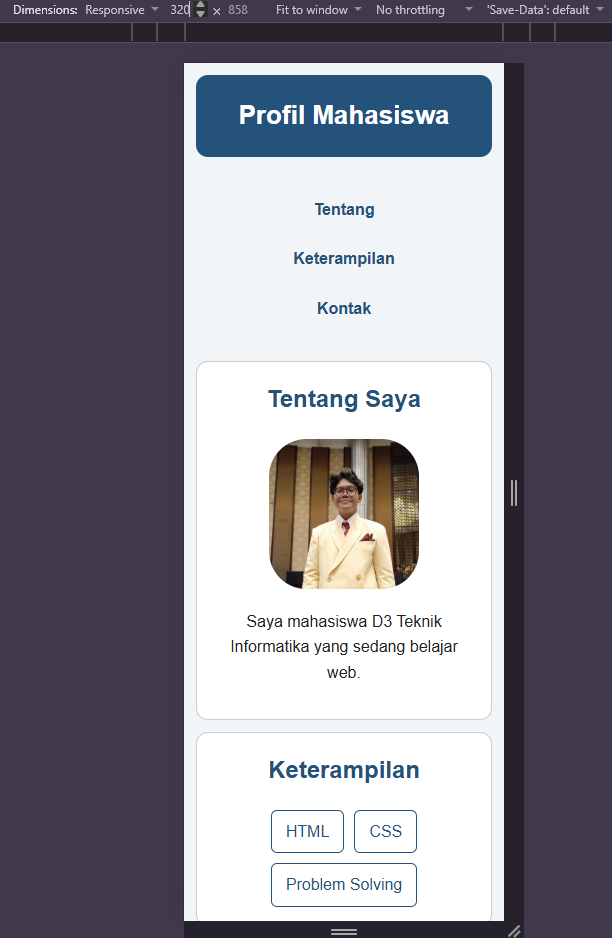 Dimensions: Responsive 320 × 858 Fit to window No throttling 'Save-Data': default
Profil Mahasiswa
Tentang
Keterampilan
Kontak
Tentang Saya
Saya mahasiswa D3 Teknik
Informatika yang sedang belajar
web.
Keterampilan
HTML CSS
Problem Solving